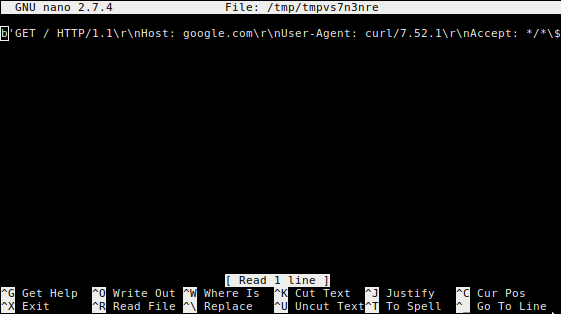 GNU nano 2.7.4 File: /tmp/tmpvs7n3nre
b'GET / HTTP/1.1\r\nHost: google.com\r\nUser-Agent: curl/7.52.1\r\nAccept: */*\$
[ Read 1 line ]
^G Get Help ^O Write Out ^W Where Is ^K Cut Text ^J Justify ^C Cur Pos
^X Exit ^R Read File ^\ Replace ^U Uncut Text ^T To Spell ^_ Go To Line